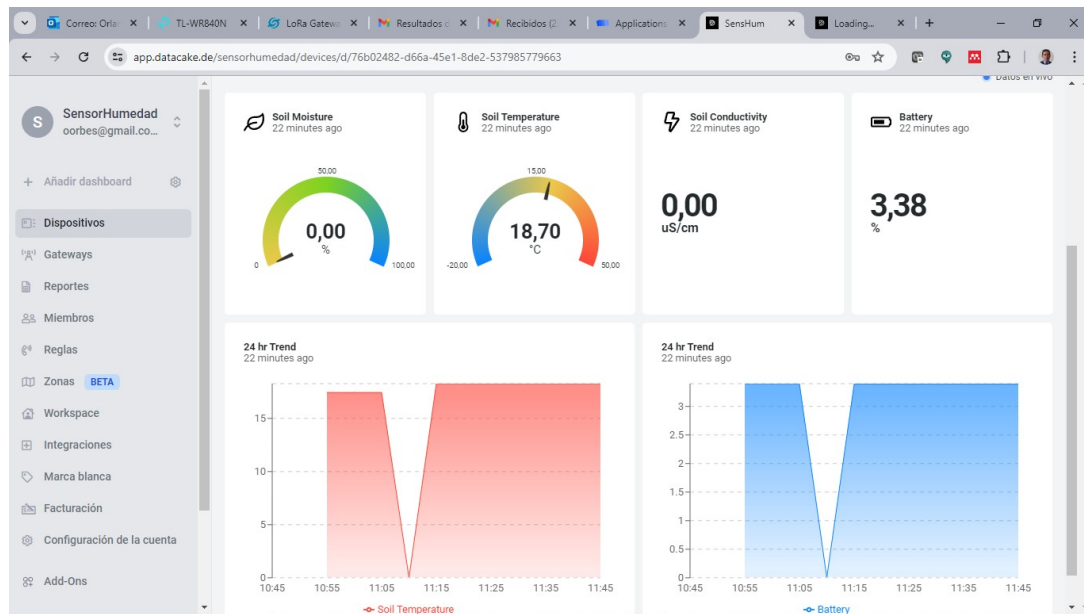 Correo: Orla
TL-WR840N
LoRa Gatew
Resultados d
Recibidos (2.
Applications
SensHum
Loading...
app.datacake.de/sensorhumedad/devices/d/76b02482-d66a-45e1-8de2-537985779663
Datos en vivo
S
SensorHumedad
oorbes@gmail.co...
Añadir dashboard
Dispositivos
Gateways
Reportes
Miembros
Reglas
Zonas BETA
Workspace
Integraciones
Marca blanca
Facturación
Configuración de la cuenta
Add-Ons
Soil Moisture
22 minutes ago
50,00
0,00
%
0
100,00
Soil Temperature
22 minutes ago
15,00
18,70
°C
-20,00
50,00
Soil Conductivity
22 minutes ago
0,00
uS/cm
Battery
22 minutes ago
3,38
%
24 hr Trend
22 minutes ago
15
10
5
0
10:45 10:55 11:05 11:15 11:25 11:35 11:45
Soil Temperature
24 hr Trend
22 minutes ago
3
2.5
2
1.5
1
0.5
0
10:45 10:55 11:05 11:15 11:25 11:35 11:45
Battery